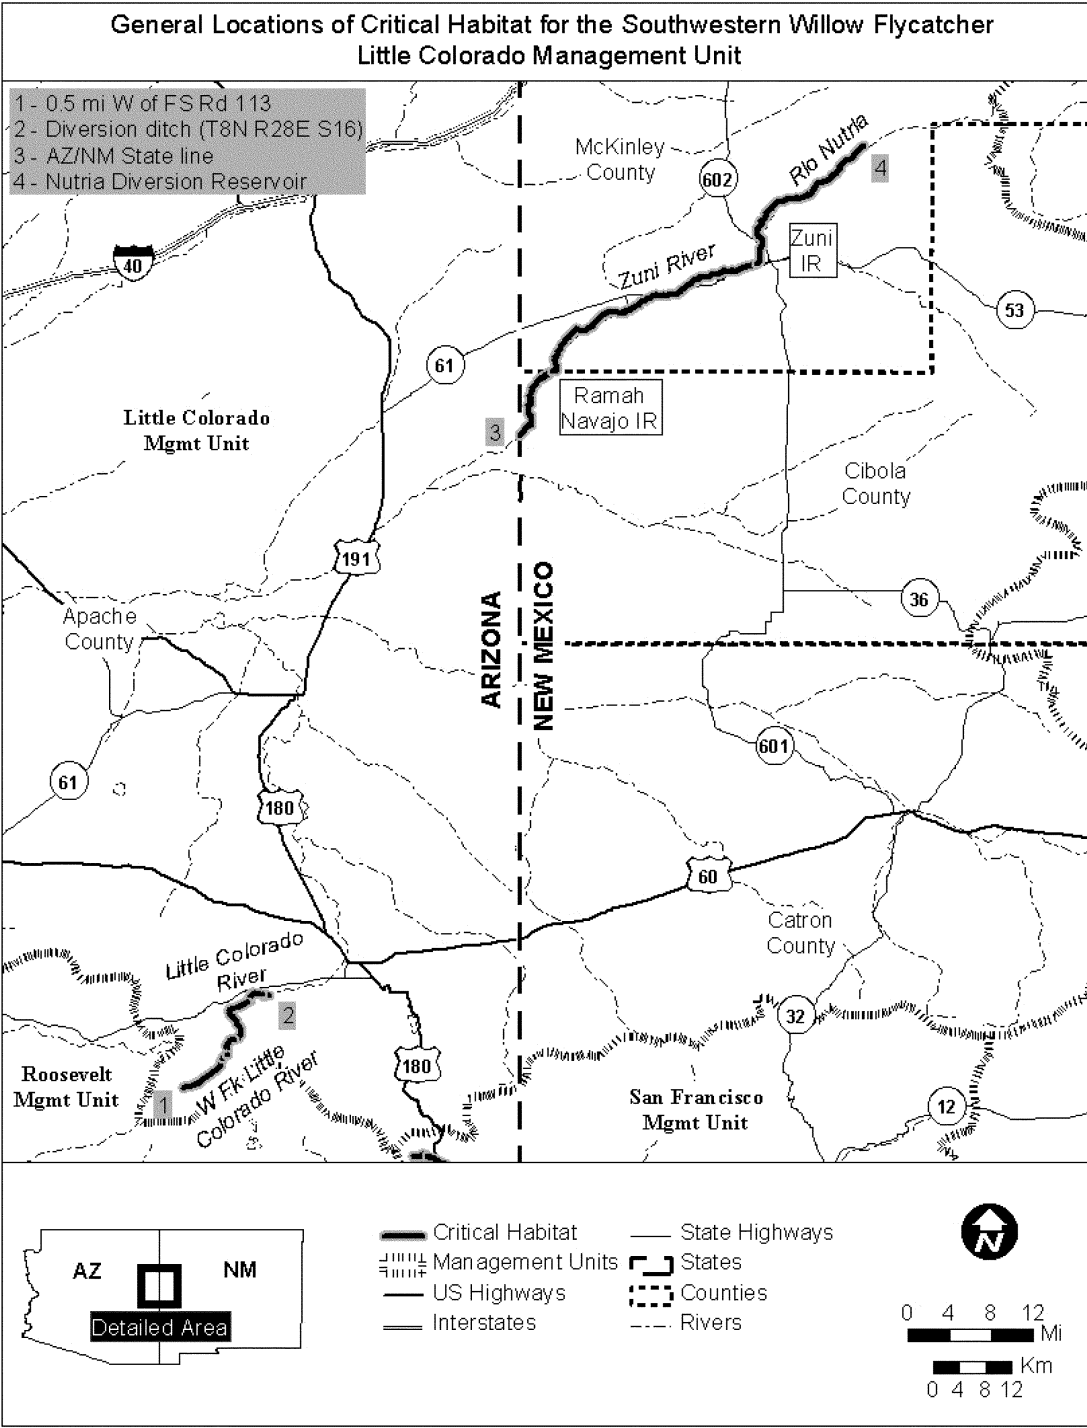 General Locations of Critical Habitat for the Southwestern Willow Flycatcher
Little Colorado Management Unit
1 - 0.5 mi W of FS Rd 113
2 - Diversion ditch (T8N R28E S16)
3 - AZ/NM State line
4 - Nutria Diversion Reservoir
McKinley
County
602
Rio Nutria
4
40
Zuni River
Zuni
IR
53
61
Ramah
Navajo IR
Little Colorado
Mgmt Unit
3
Cibola
County
191
36
Apache
County
ARIZONA
NEW MEXICO
601
61
180
60
Catron
County
Little Colorado
River
2
32
180
Roosevelt
Mgmt Unit
1
W Fk Little
Colorado River
San Francisco
Mgmt Unit
12
AZ
NM
Detailed Area
Critical Habitat
Management Units
US Highways
Interstates
State Highways
States
Counties
Rivers
N
0 4 8 12
Mi
Km
0 4 8 12